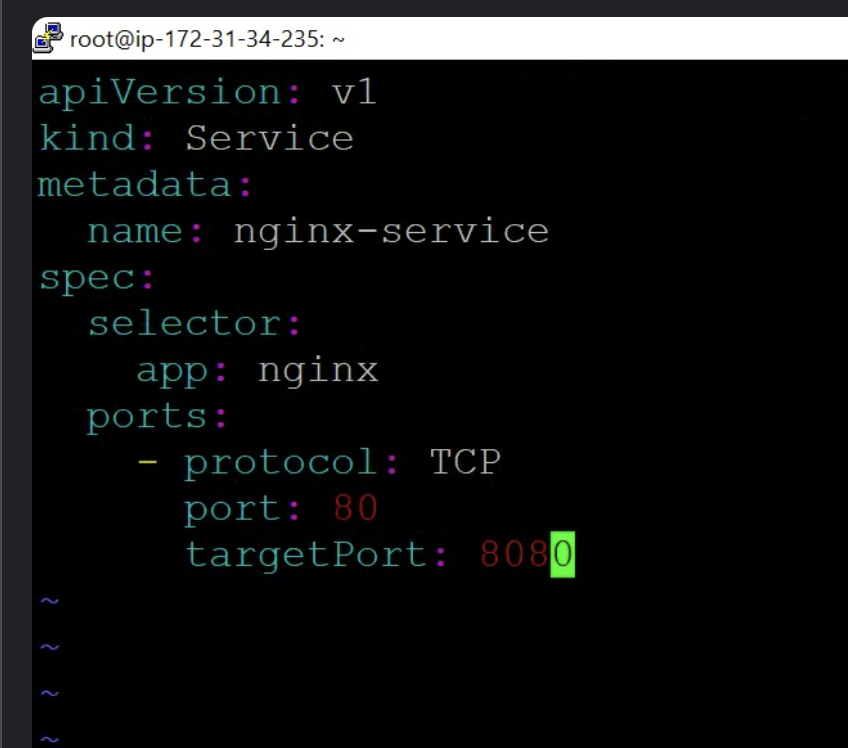 root@ip-172-31-34-235: ~
apiVersion: v1
kind: Service
metadata:
  name: nginx-service
spec:
  selector:
    app: nginx
  ports:
    - protocol: TCP
      port: 80
      targetPort: 8080
~
~
~
~